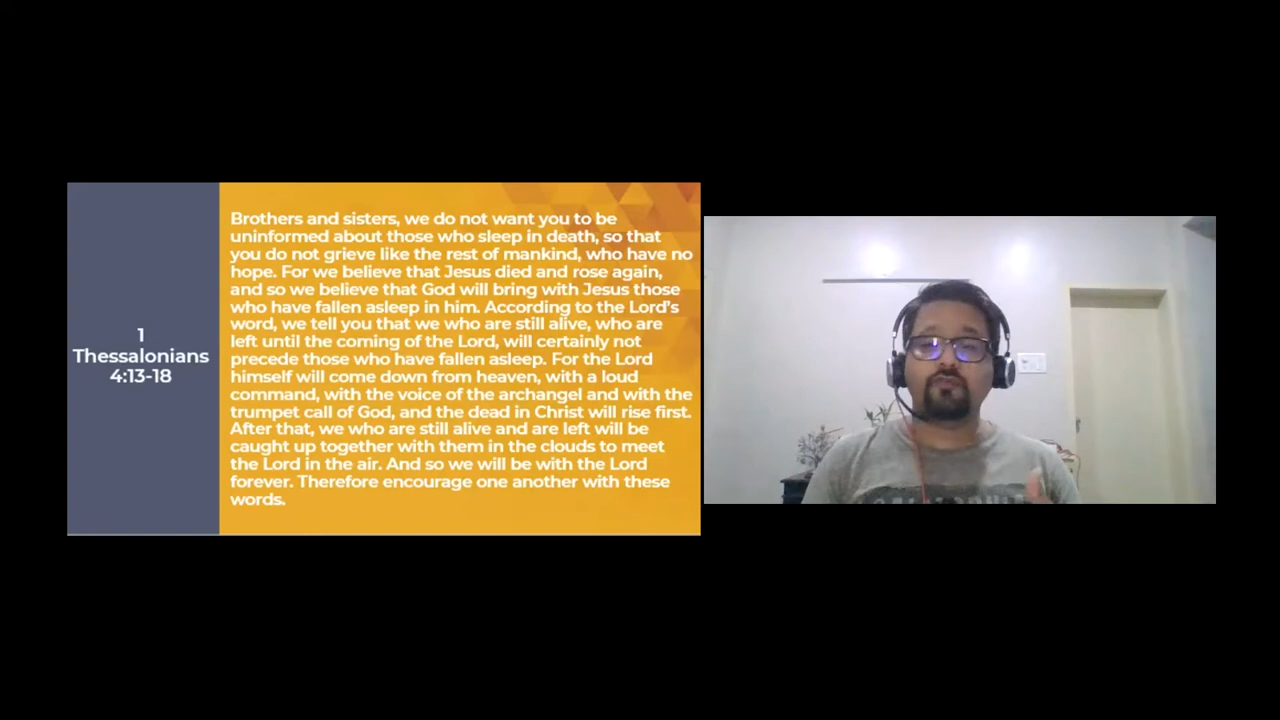 1
Thessalonians
4:13-18
Brothers and sisters, we do not want you to be
uninformed about those who sleep in death, so that
you do not grieve like the rest of mankind, who have no
hope. For we believe that Jesus died and rose again,
and so we believe that God will bring with Jesus those
who have fallen asleep in him. According to the Lord’s
word, we tell you that we who are still alive, who are
left until the coming of the Lord, will certainly not
precede those who have fallen asleep. For the Lord
himself will come down from heaven, with a loud
command, with the voice of the archangel and with the
trumpet call of God, and the dead in Christ will rise first.
After that, we who are still alive and are left will be
caught up together with them in the clouds to meet
the Lord in the air. And so we will be with the Lord
forever. Therefore encourage one another with these
words.